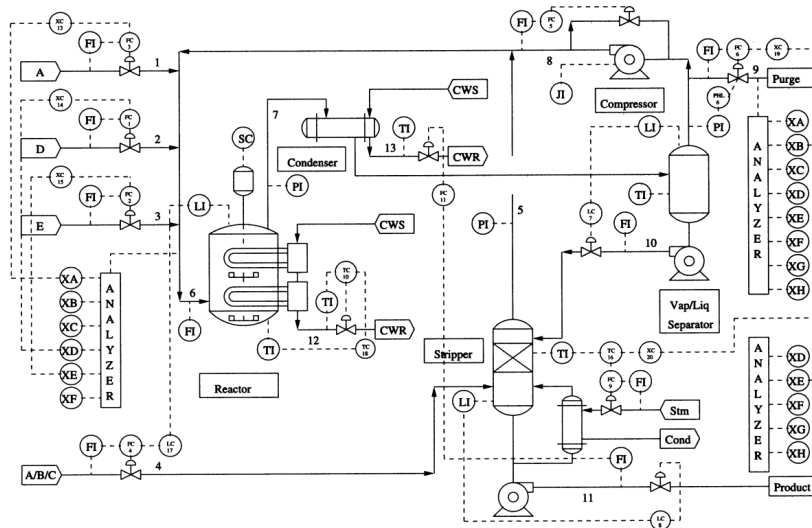 XC 13
FI
FC 3
A
1
XC 14
FI
FC 1
D
2
XC 15
FI
FC 2
E
3
XA
XB
XC
XD
XE
XF
ANALYZER
6
FI
LI
SC
7
PI
Condenser
CWS
TI
13
CWR
CWS
TC 10
TI
12
CWR
TI
TC 18
Reactor
FI
FC 4
LC 17
A/B/C
4
FI
FC 5
8
JI
Compressor
FC 11
5
PI
LI
PI
PHL 6
FI
FC 6
XC 19
9
Purge
TI
LC 7
FI
10
Vap/Liq
Separator
ANALYZER
XA
XB
XC
XD
XE
XF
XG
XH
Stripper
TI
TC 16
XC 20
FC 9
FI
LI
Stm
Cond
FI
11
LC 8
Product
ANALYZER
XD
XE
XF
XG
XH